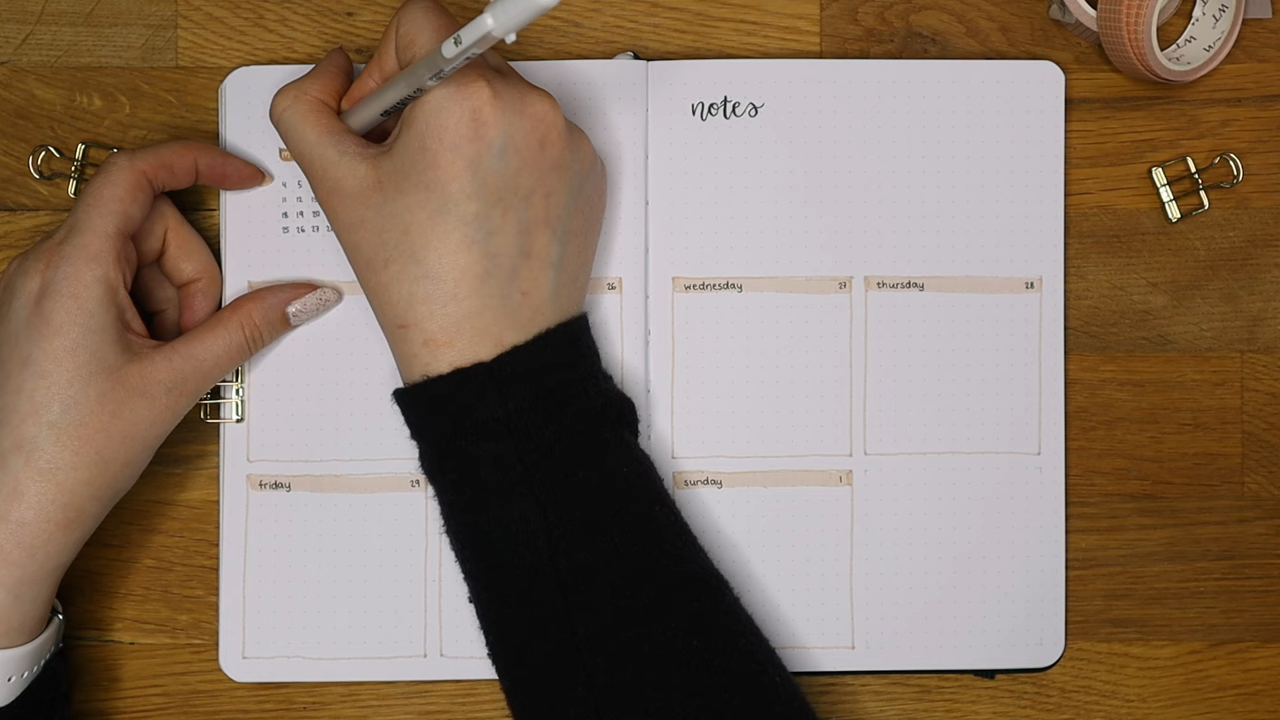 notes
4 5
11 12
18 19 20
25 26 27
26
wednesday 27
thursday 28
friday 29
sunday 1